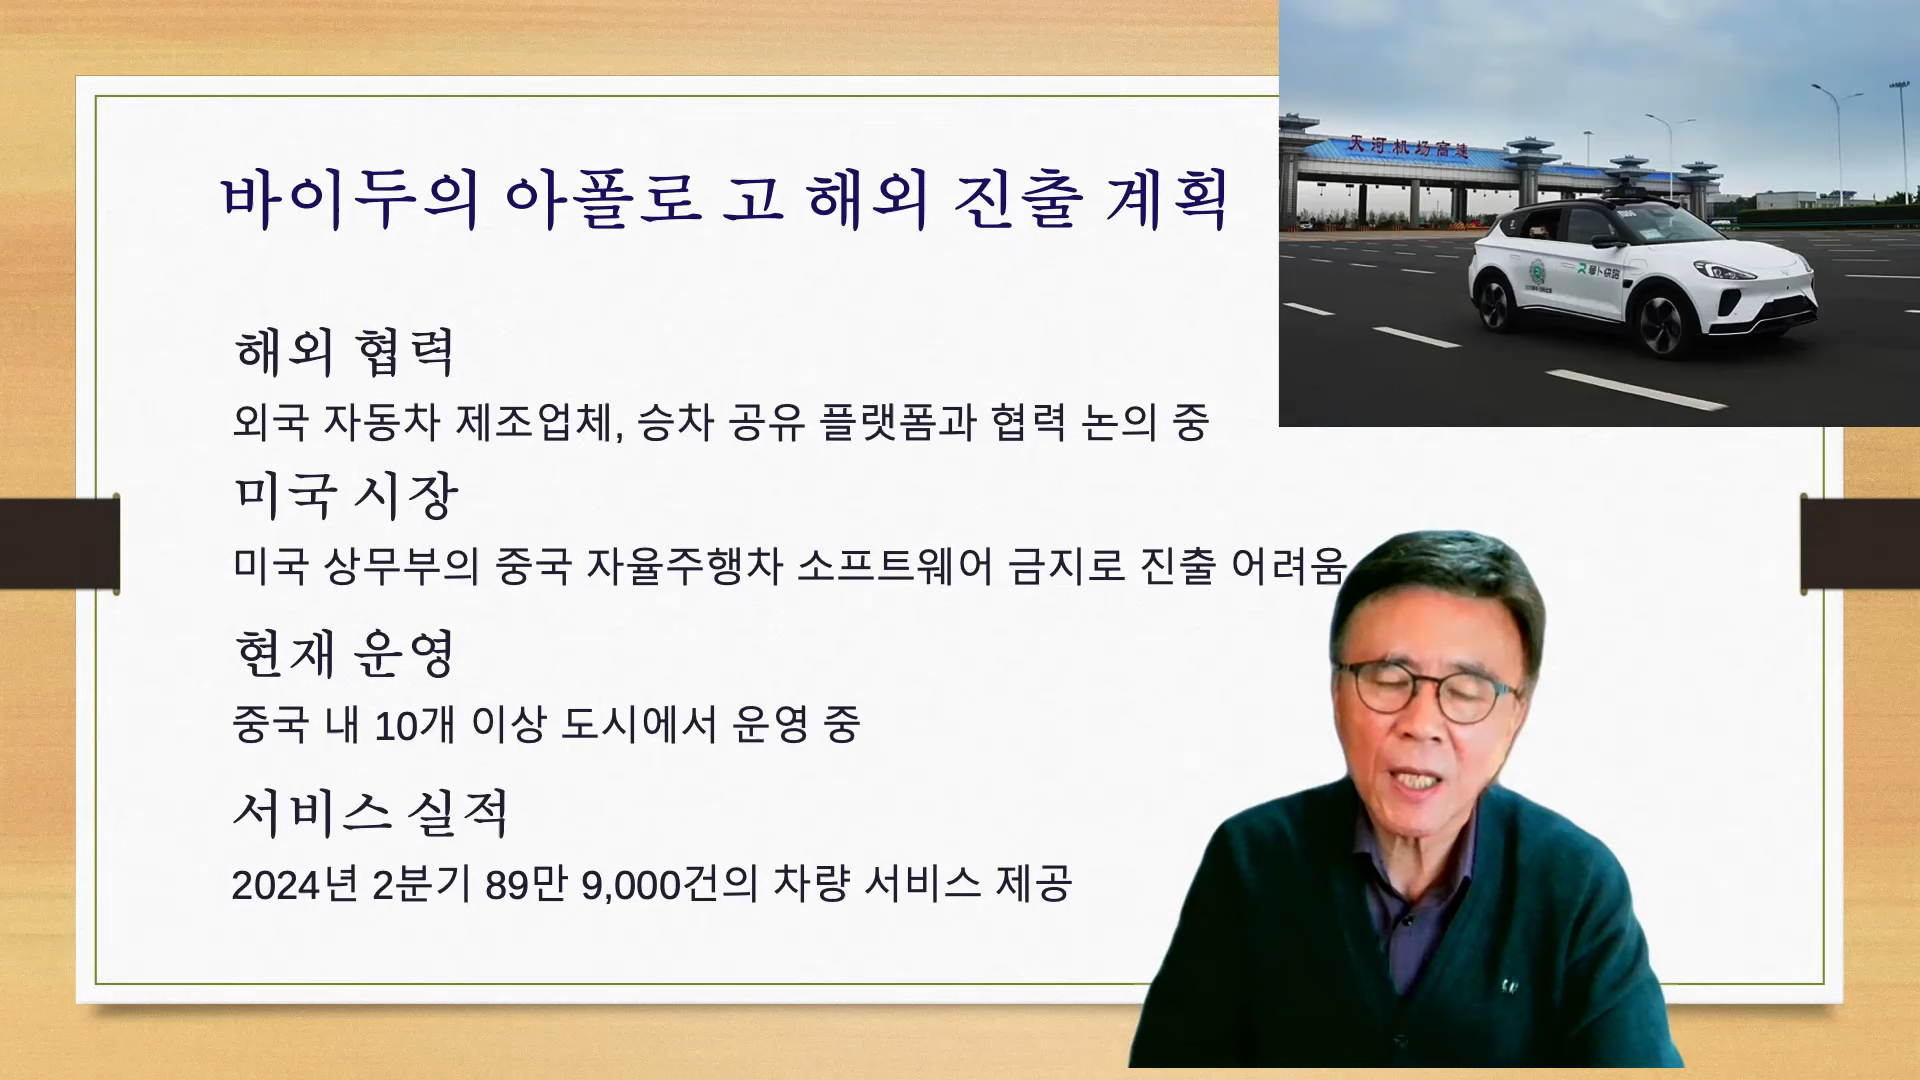 바이두의 아폴로 고 해외 진출 계획
天河机场高速
萝卜快跑
해외 협력
외국 자동차 제조업체, 승차 공유 플랫폼과 협력 논의 중
미국 시장
미국 상무부의 중국 자율주행차 소프트웨어 금지로 진출 어려움
현재 운영
중국 내 10개 이상 도시에서 운영 중
서비스 실적
2024년 2분기 89만 9,000건의 차량 서비스 제공